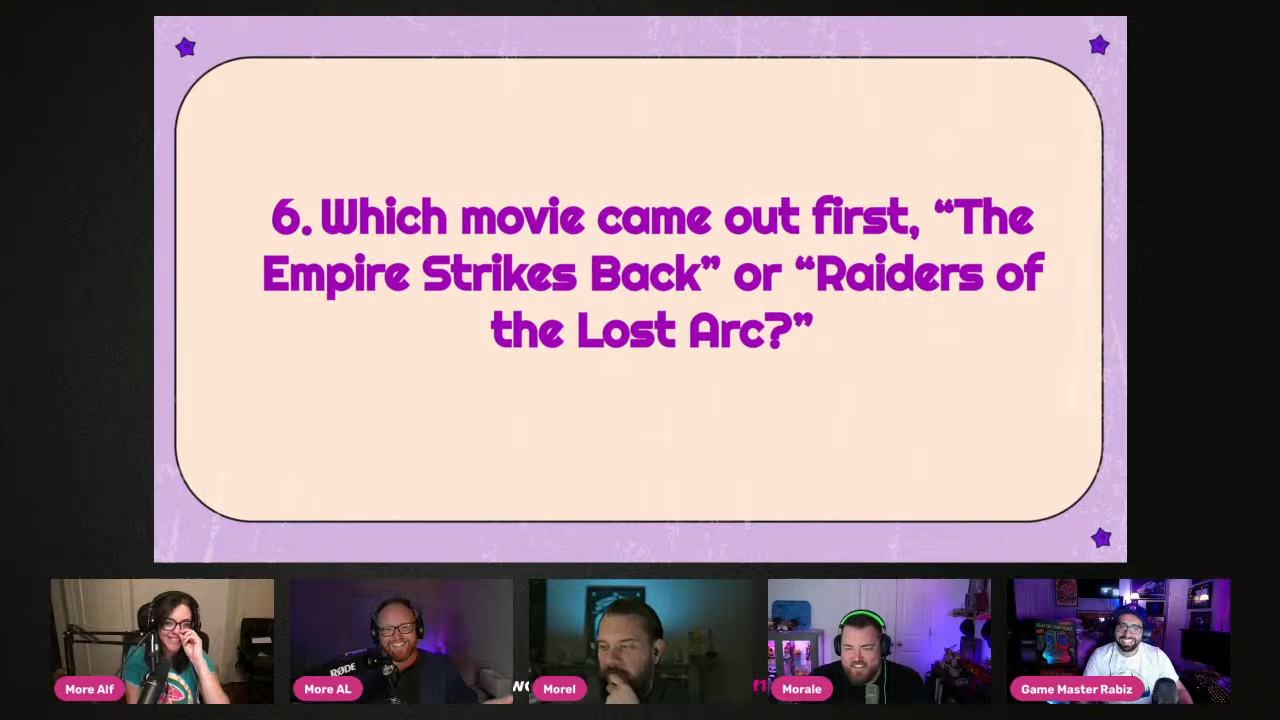 6. Which movie came out first, “The
Empire Strikes Back” or “Raiders of
the Lost Arc?”
RØDE
More Alf
More AL
Morel
Morale
Game Master Rabiz